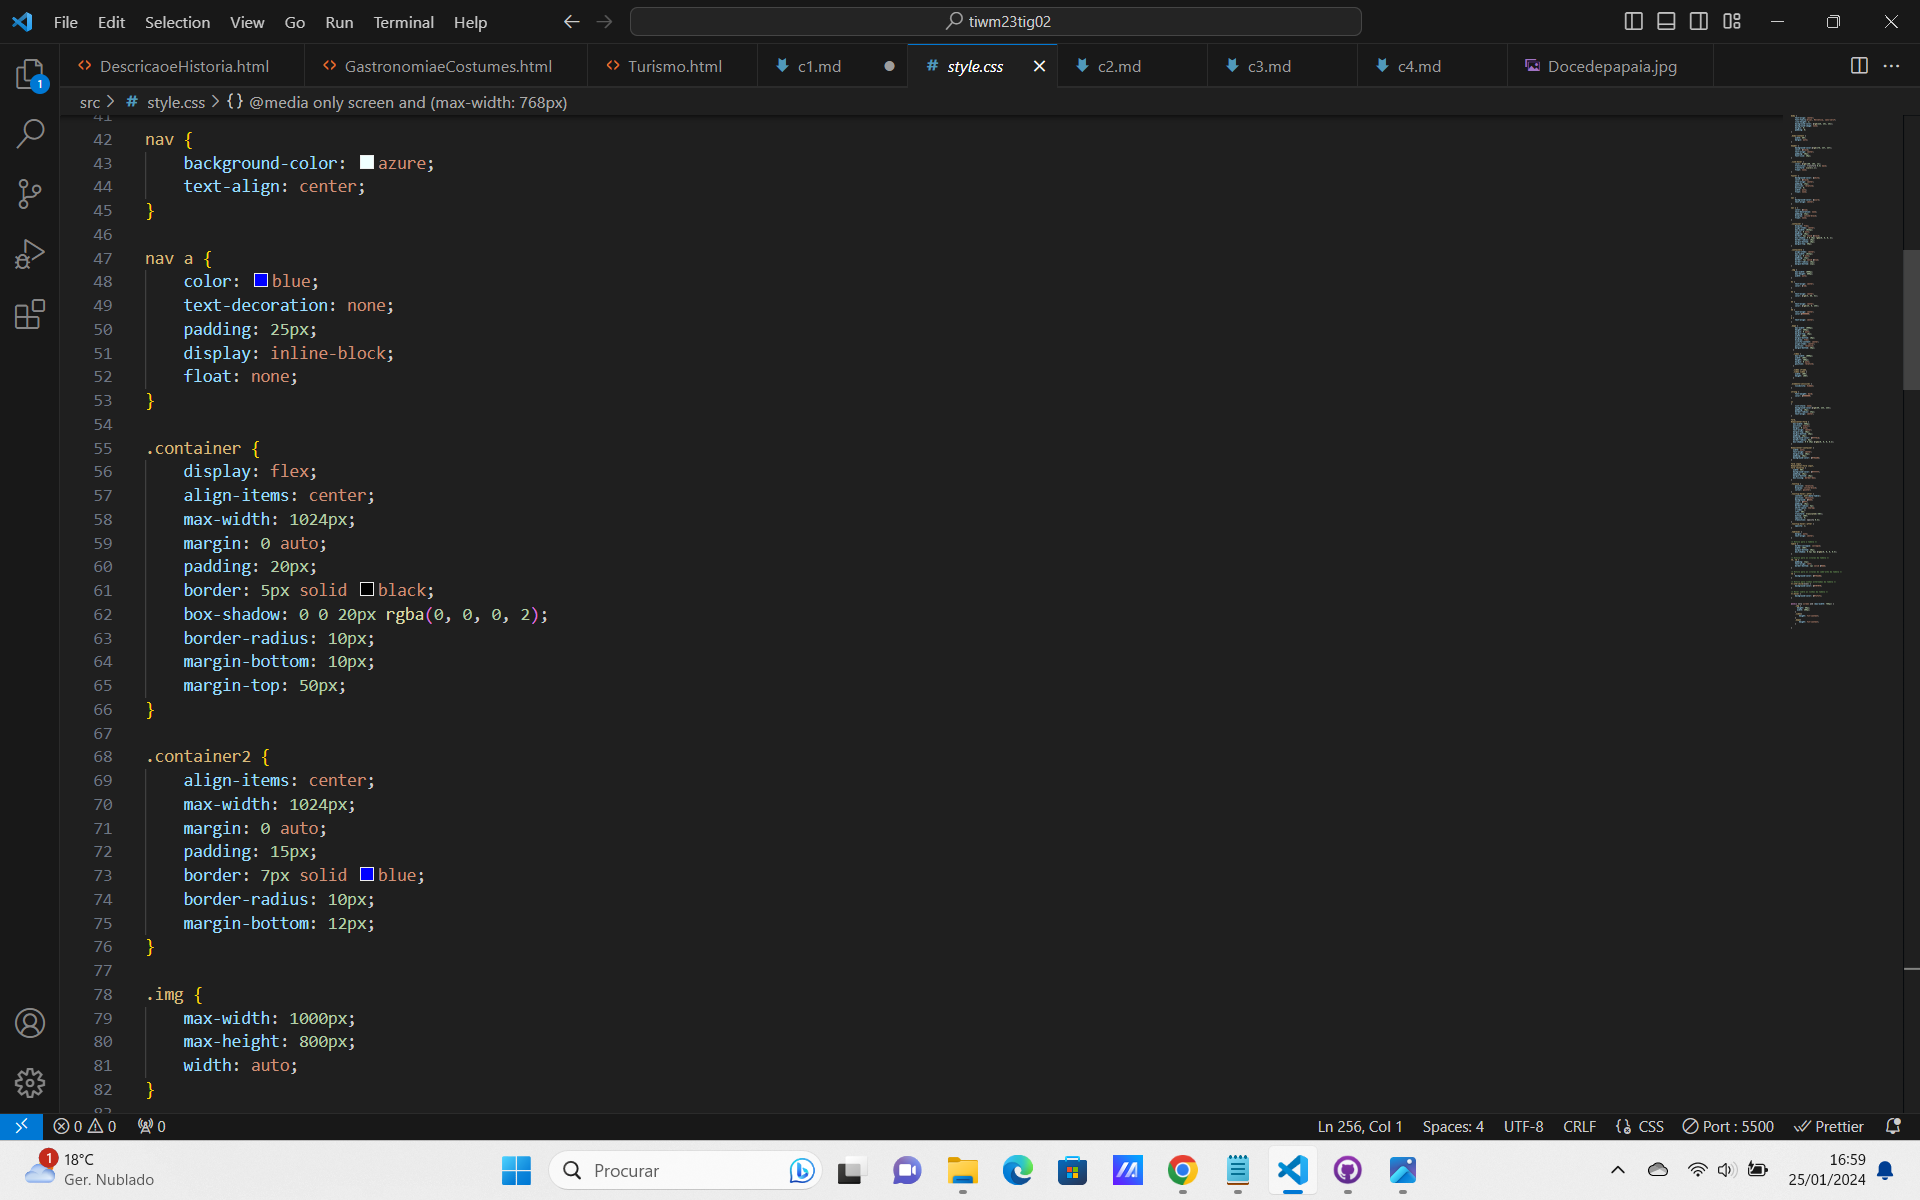 File Edit Selection View Go Run Terminal Help
tiwm23tig02
DescricaoeHistoria.html GastronomiaeCostumes.html Turismo.html c1.md style.css c2.md c3.md c4.md Docedepapaia.jpg
1
src > # style.css > {} @media only screen and (max-width: 768px)
41
42 nav {
43 background-color: azure;
44 text-align: center;
45 }
46
47 nav a {
48 color: blue;
49 text-decoration: none;
50 padding: 25px;
51 display: inline-block;
52 float: none;
53 }
54
55 .container {
56 display: flex;
57 align-items: center;
58 max-width: 1024px;
59 margin: 0 auto;
60 padding: 20px;
61 border: 5px solid black;
62 box-shadow: 0 0 20px rgba(0, 0, 0, 2);
63 border-radius: 10px;
64 margin-bottom: 10px;
65 margin-top: 50px;
66 }
67
68 .container2 {
69 align-items: center;
70 max-width: 1024px;
71 margin: 0 auto;
72 padding: 15px;
73 border: 7px solid blue;
74 border-radius: 10px;
75 margin-bottom: 12px;
76 }
77
78 .img {
79 max-width: 1000px;
80 max-height: 800px;
81 width: auto;
82 }
83
0 0 0 Ln 256, Col 1 Spaces: 4 UTF-8 CRLF {} CSS Port : 5500 Prettier
1 18°C
Ger. Nublado
Procurar
16:59
25/01/2024